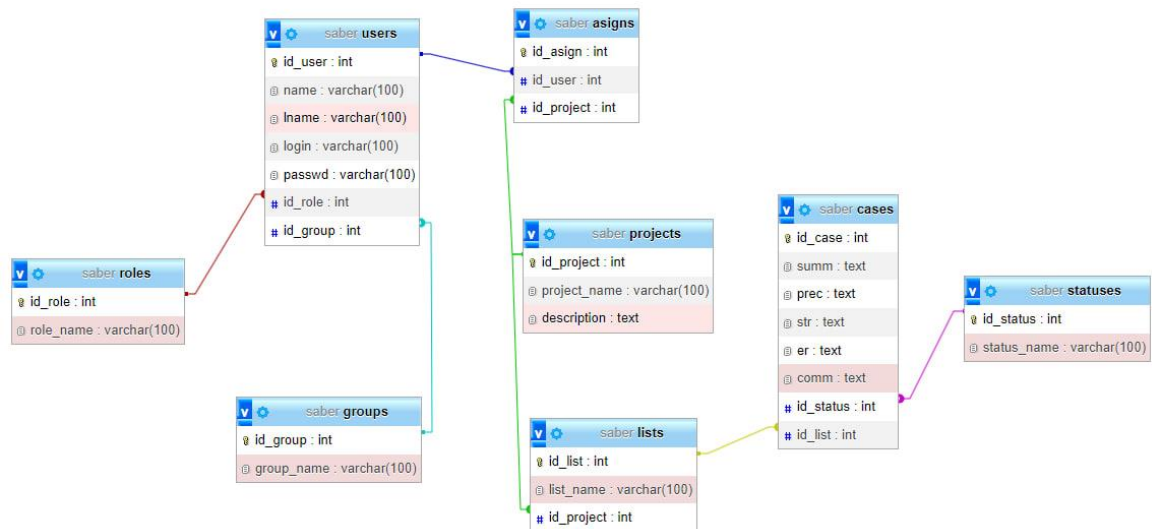 saber users
id_user : int
name : varchar(100)
lname : varchar(100)
login : varchar(100)
passwd : varchar(100)
id_role : int
id_group : int
saber asigns
id_asign : int
id_user : int
id_project : int
saber roles
id_role : int
role_name : varchar(100)
saber projects
id_project : int
project_name : varchar(100)
description : text
saber cases
id_case : int
summ : text
prec : text
str : text
er : text
comm : text
id_status : int
id_list : int
saber statuses
id_status : int
status_name : varchar(100)
saber groups
id_group : int
group_name : varchar(100)
saber lists
id_list : int
list_name : varchar(100)
id_project : int